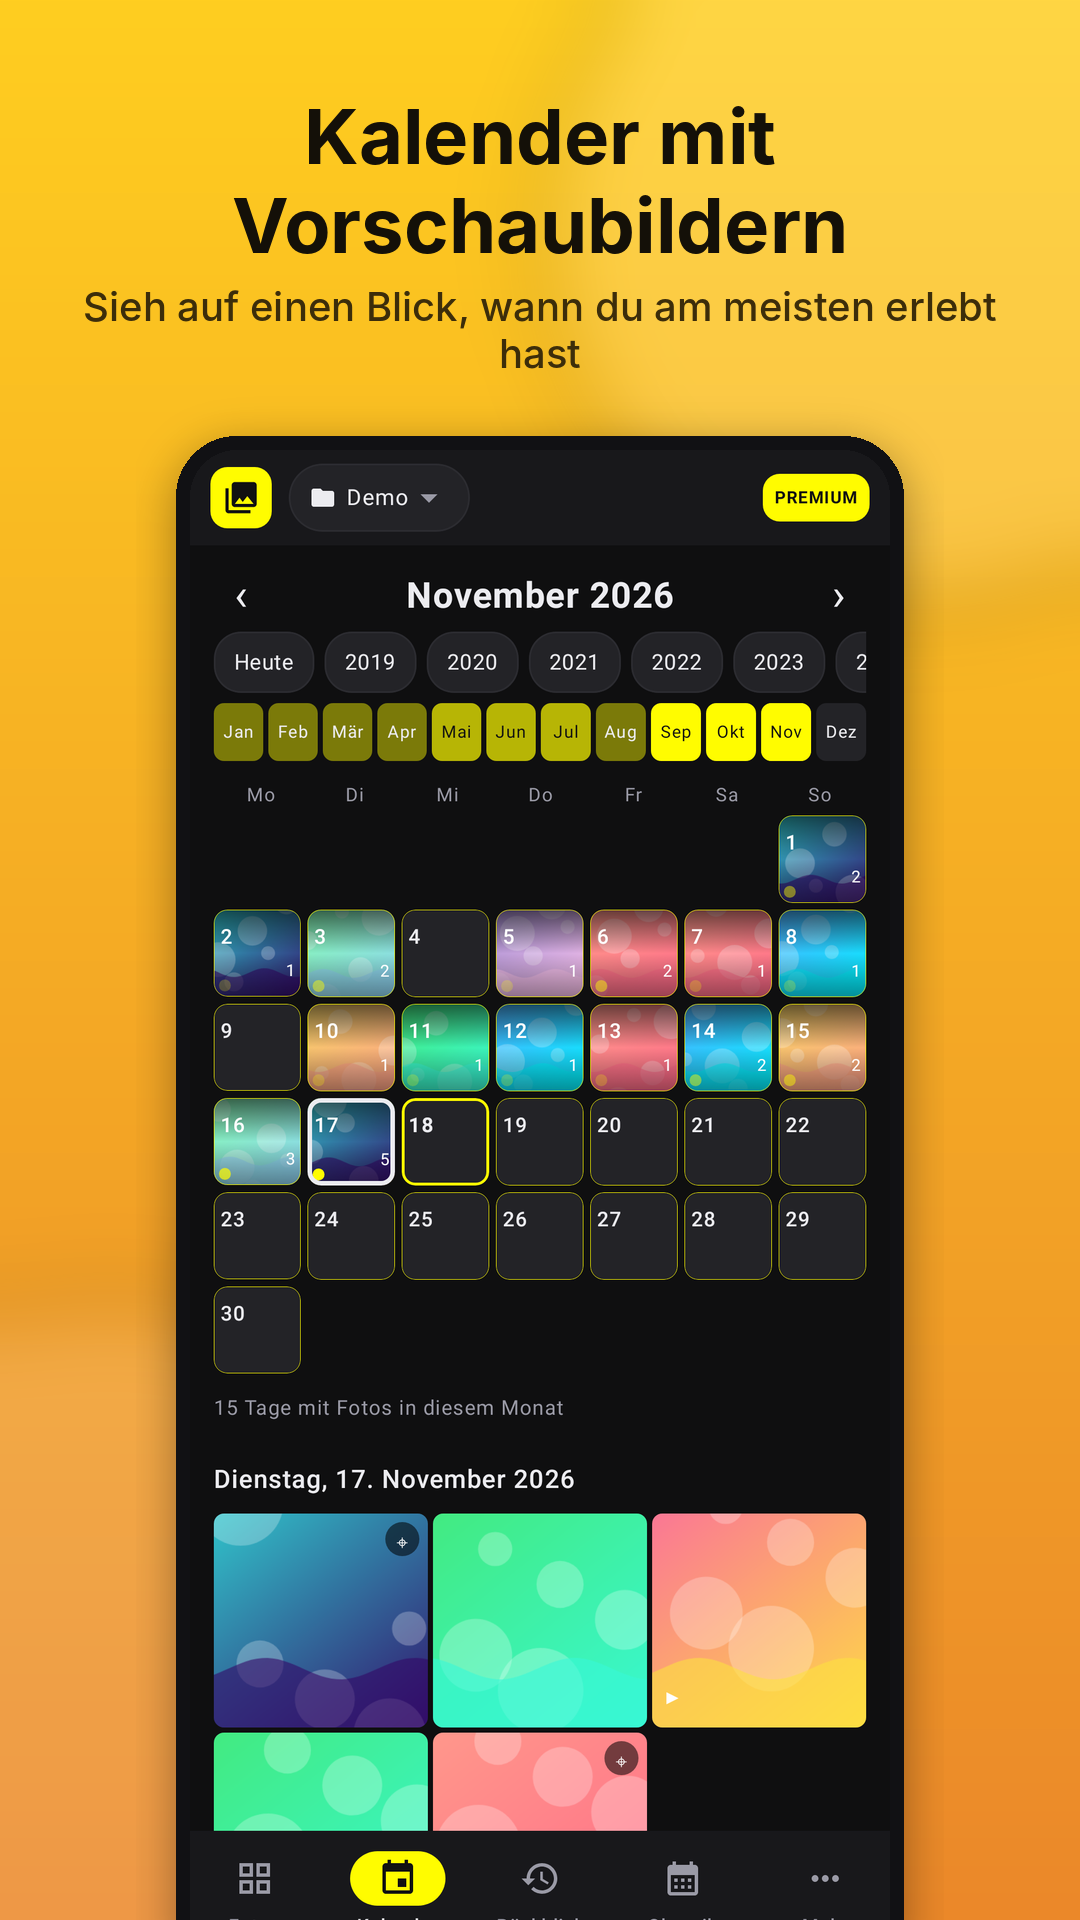 Kalender mit
Vorschaubildern
Sieh auf einen Blick, wann du am meisten erlebt
hast
Demo
PREMIUM
‹ November 2026 ›
Heute 2019 2020 2021 2022 2023 2
Jan Feb Mär Apr Mai Jun Jul Aug Sep Okt Nov Dez
Mo Di Mi Do Fr Sa So
1 2
2 1 3 2 4 5 1 6 2 7 1 8 1
9 10 1 11 1 12 1 13 1 14 2 15 2
16 3 17 5 18 19 20 21 22
23 24 25 26 27 28 29
30
15 Tage mit Fotos in diesem Monat
Dienstag, 17. November 2026